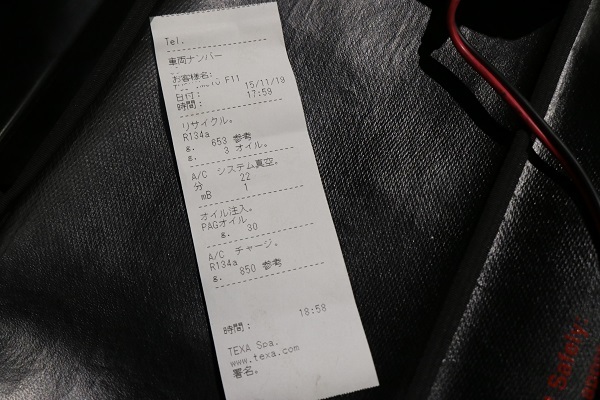 Tel.
車両ナンバー
お客様名:
F11
日付: 15/11/19
時間: 17:59
リサイクル。
R134a
g. 653 参考
g. 3 オイル。
A/C システム真空。
分 22
mB 1
オイル注入。
PAGオイル
g. 30
A/C チャージ。
R134a
g. 850 参考
時間: 18:58
TEXA Spa.
www.texa.com
署名。
Safely: